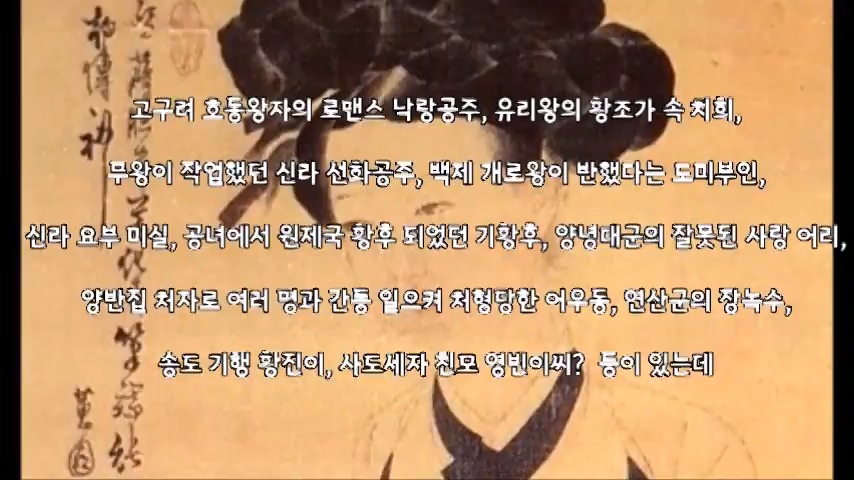 고구려 호동왕자의 로맨스 낙랑공주, 유리왕의 황조가 속 치희,
무왕이 작업했던 신라 선화공주, 백제 개로왕이 반했다는 도미부인,
신라 요부 미실, 공녀에서 원제국 황후 되었던 기황후, 양녕대군의 잘못된 사랑 어리,
양반집 처자로 여러 명과 간통 일으켜 처형당한 어우동, 연산군의 장녹수,
송도 기행 황진이, 사도세자 친모 영빈이씨? 등이 있는데